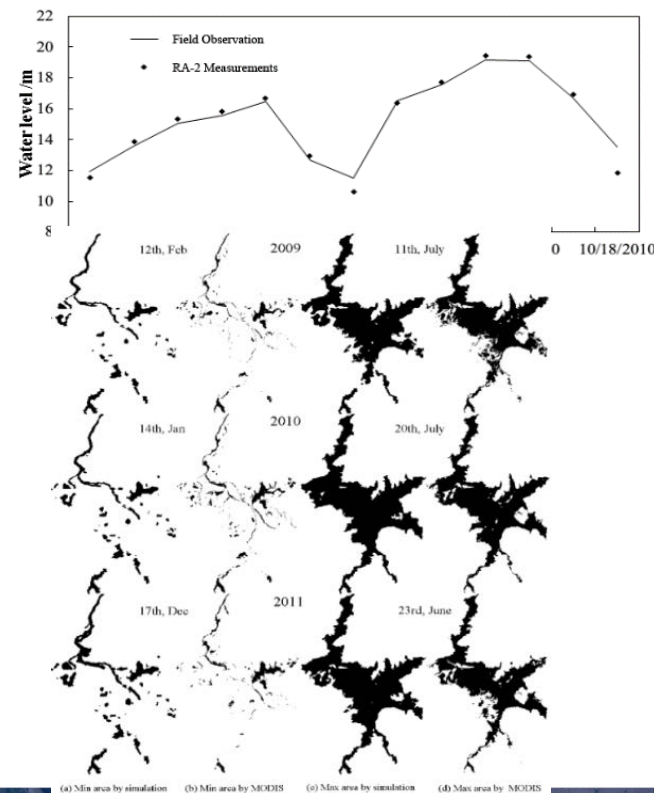 22
20
18
16
14
12
10
8
Water level /m
Field Observation
RA-2 Measurements
0 10/18/2010
12th, Feb 2009 11th, July
14th, Jan 2010 20th, July
17th, Dec 2011 23rd, June
(a) Min area by simulation (b) Min area by MODIS (c) Max area by simulation (d) Max area by MODIS